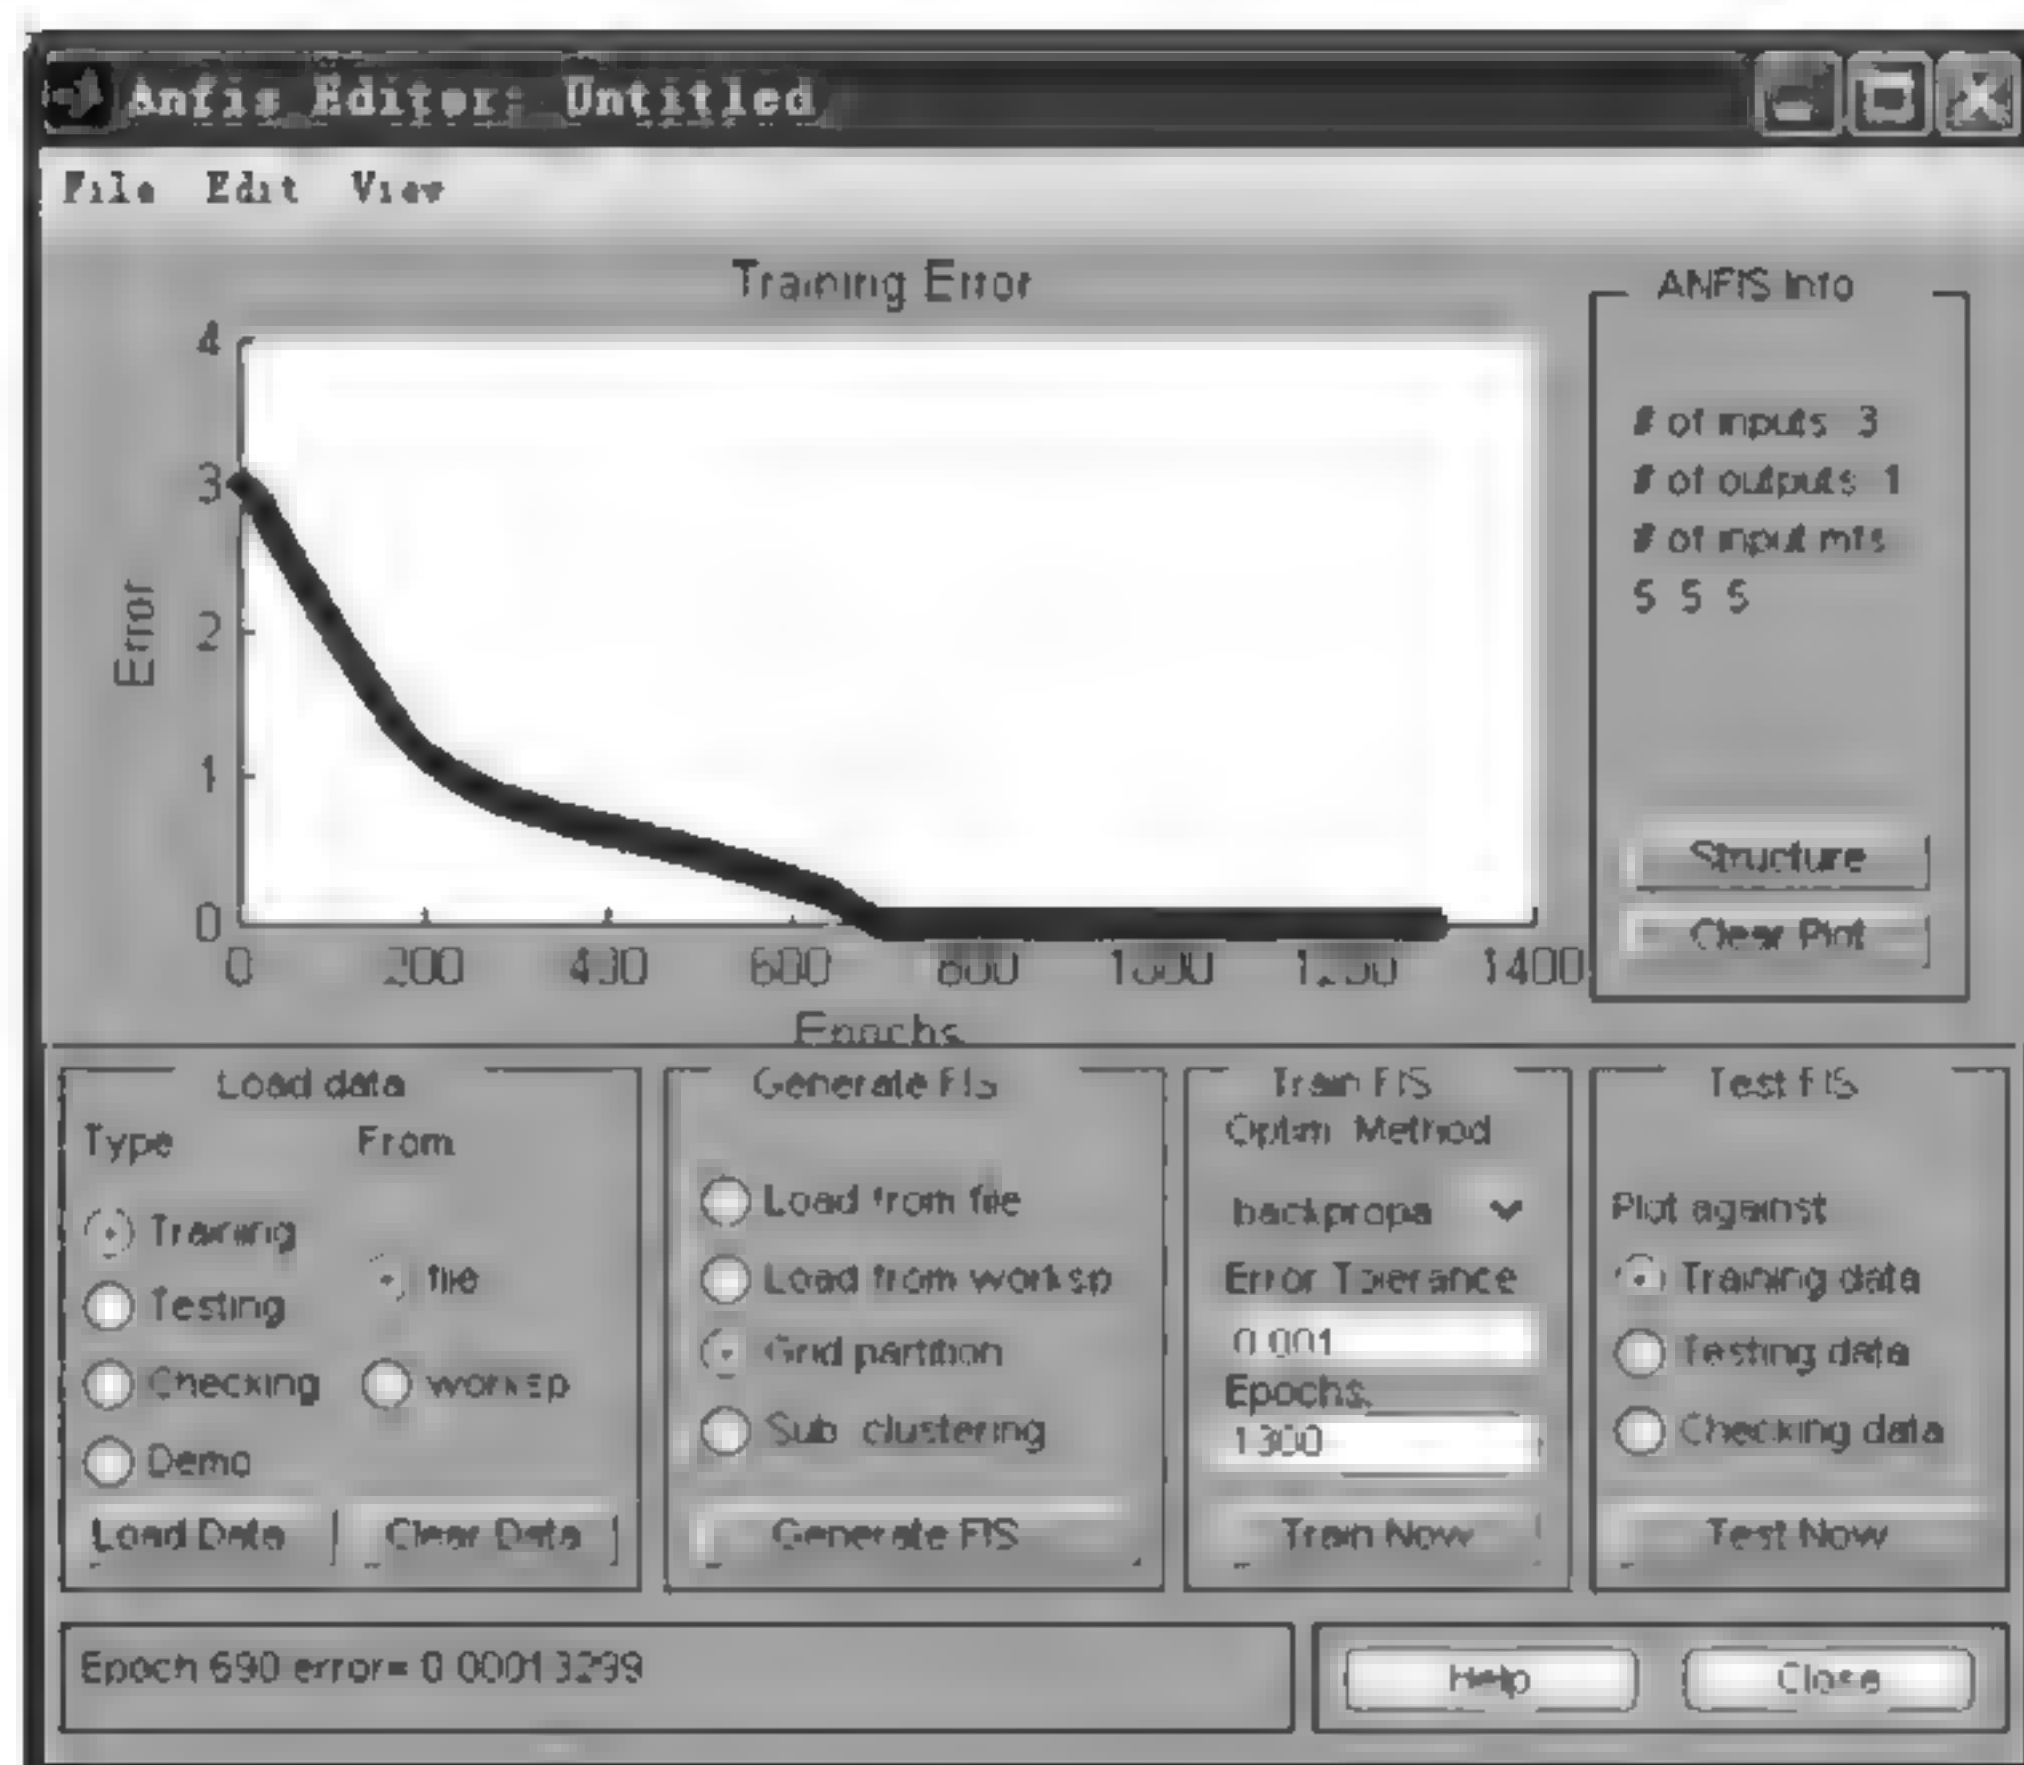 Anfis Editor: Untitled
File Edit View
Training Error
4
3
2
1
0
Error
0 200 400 600 800 1000 1200 1400
Epochs
ANFIS Info
# of inputs 3
# of outputs 1
# of input mfs
5 5 5
Structure
Clear Plot
Load data
Type From
Training
Testing
Checking
Demo
file
worksp
Load Data Clear Data
Generate FIS
Load from file
Load from worksp
Grid partition
Sub clustering
Generate FIS
Train FIS
Optim Method
backpropa
Error Tolerance
0.001
Epochs
1300
Train Now
Test FIS
Plot against
Training data
Testing data
Checking data
Test Now
Epoch 690 error= 0.00013299
Help Close